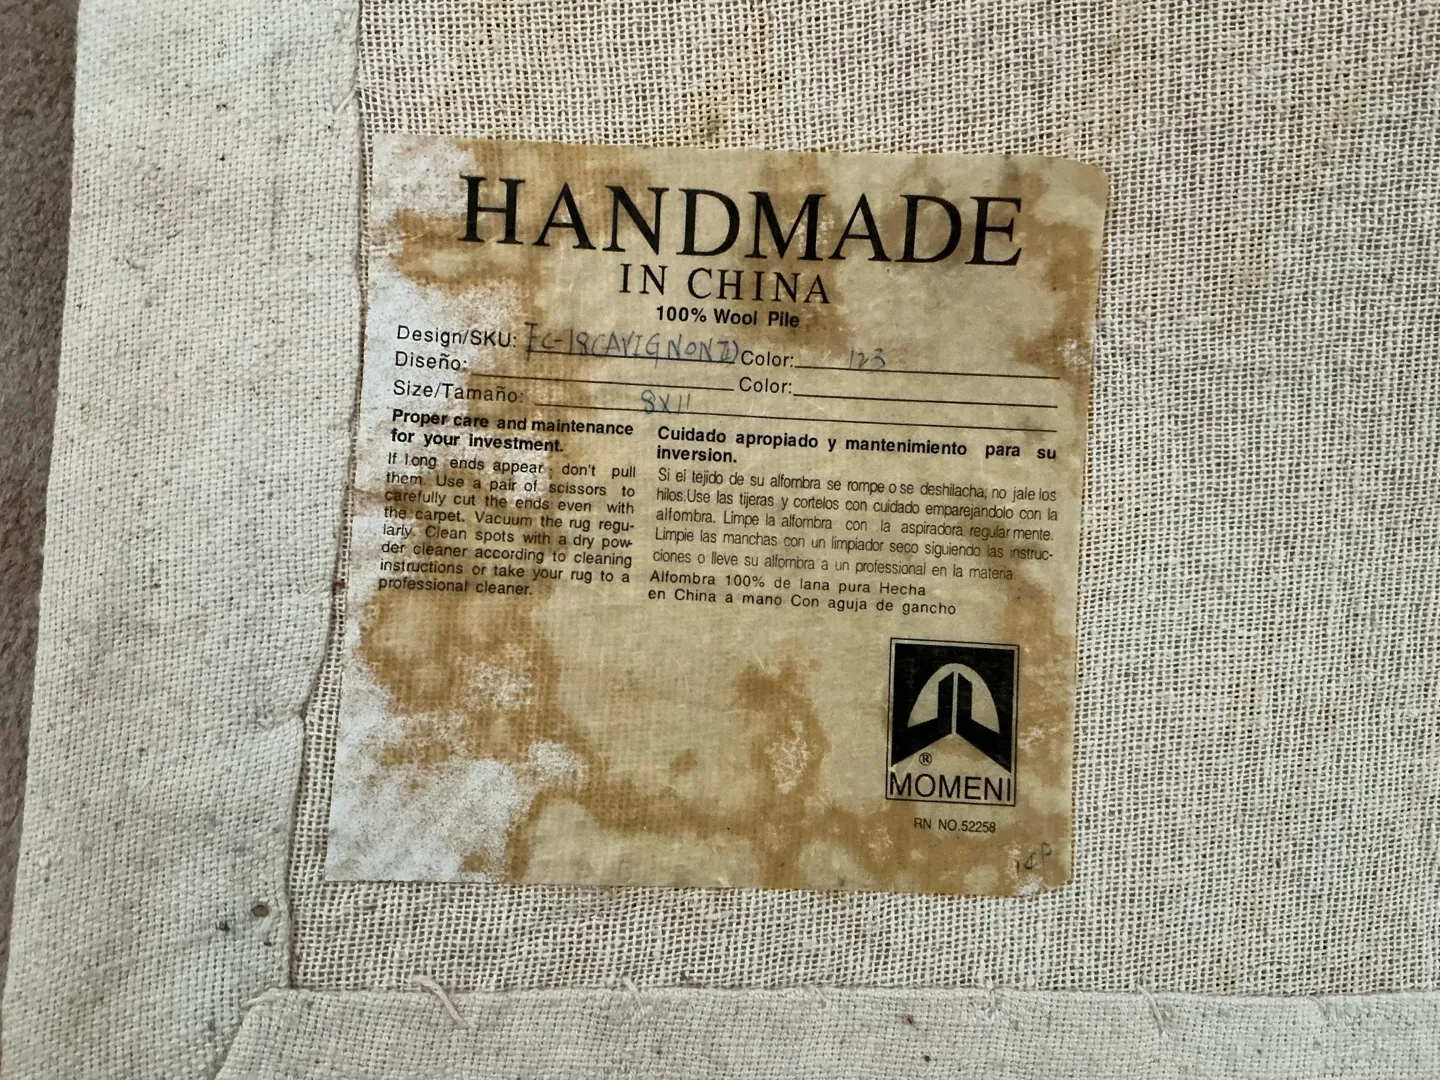 HANDMADE
IN CHINA
100% Wool Pile
Design/SKU: FC-18(AVIGNON) Color: 123
Diseño: Color:
Size/Tamaño: 8X11'
Proper care and maintenance
for your investment.
If long ends appear, don't pull
them. Use a pair of scissors to
carefully cut the ends even with
the carpet. Vacuum the rug regu-
larly. Clean spots with a dry pow-
der cleaner according to cleaning
instructions or take your rug to a
professional cleaner.
Cuidado apropiado y mantenimiento para su
inversion.
Si el tejido de su alfombra se rompe o se deshilacha, no jale los
hilos.Use las tijeras y cortelos con cuidado emparejándolo con la
alfombra. Limpe la alfombra con la aspiradora regular mente.
Limpie las manchas con un limpiador seco siguiendo las instruc-
ciones o lleve su alfombra a un professional en la materia
Alfombra 100% de lana pura Hecha
en China a mano Con aguja de gancho
®
MOMENI
RN NO.52258